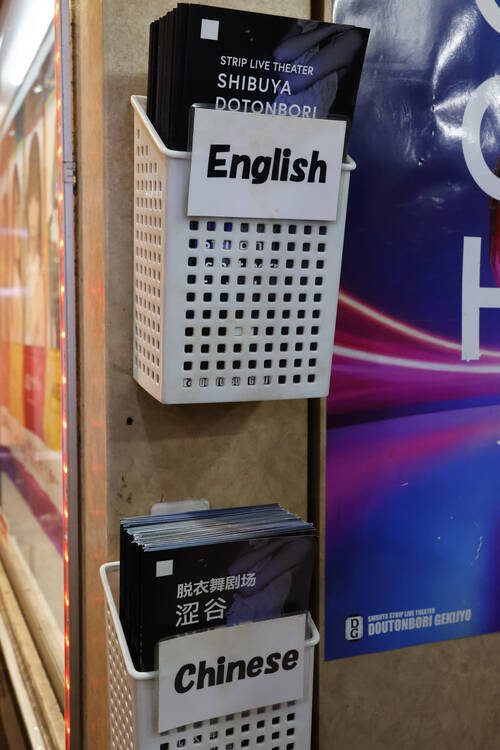 STRIP LIVE THEATER
SHIBUYA
DOTONBORI
English
脱衣舞剧场
涩谷
Chinese
H
SHIBUYA STRIP LIVE THEATER
DG
DOUTONBORI GEKIJYO